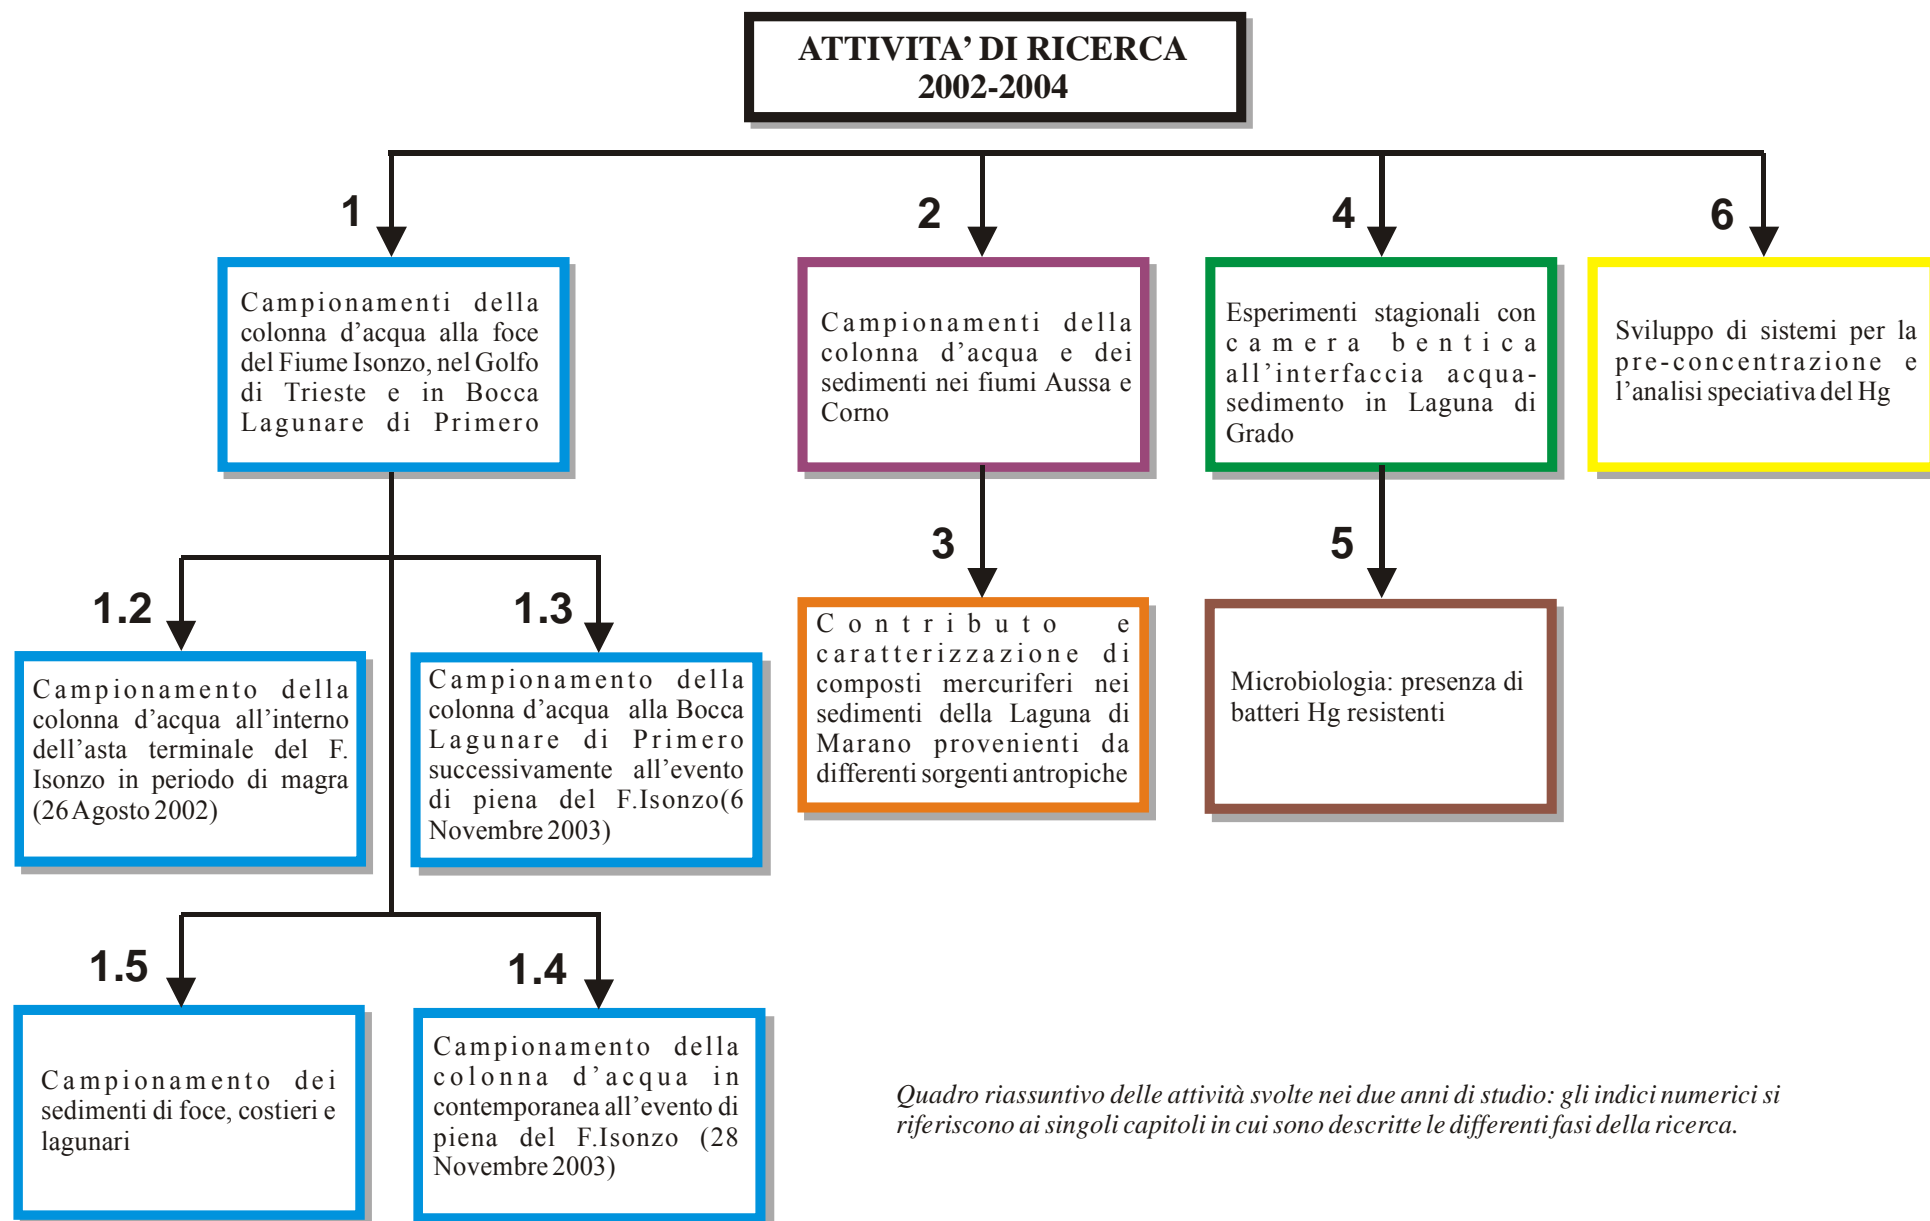 ATTIVITA' DI RICERCA
2002-2004
1
Campionamenti della
colonna d'acqua alla foce
del Fiume Isonzo, nel Golfo
di Trieste e in Bocca
Lagunare di Primero
2
Campionamenti della
colonna d'acqua e dei
sedimenti nei fiumi Aussa e
Corno
4
Esperimenti stagionali con
camera bentica
all'interfaccia acqua-
sedimento in Laguna di
Grado
6
Sviluppo di sistemi per la
pre-concentrazione e
l'analisi speciativa del Hg
1.2
Campionamento della
colonna d'acqua all'interno
dell'asta terminale del F.
Isonzo in periodo di magra
(26 Agosto 2002)
1.3
Campionamento della
colonna d'acqua alla Bocca
Lagunare di Primero
successivamente all'evento
di piena del F.Isonzo(6
Novembre 2003)
3
Contributo e
caratterizzazione di
composti mercuriferi nei
sedimenti della Laguna di
Marano provenienti da
differenti sorgenti antropiche
5
Microbiologia: presenza di
batteri Hg resistenti
1.5
Campionamento dei
sedimenti di foce, costieri e
lagunari
1.4
Campionamento della
colonna d'acqua in
contemporanea all'evento di
piena del F.Isonzo (28
Novembre 2003)
Quadro riassuntivo delle attività svolte nei due anni di studio: gli indici numerici si
riferiscono ai singoli capitoli in cui sono descritte le differenti fasi della ricerca.